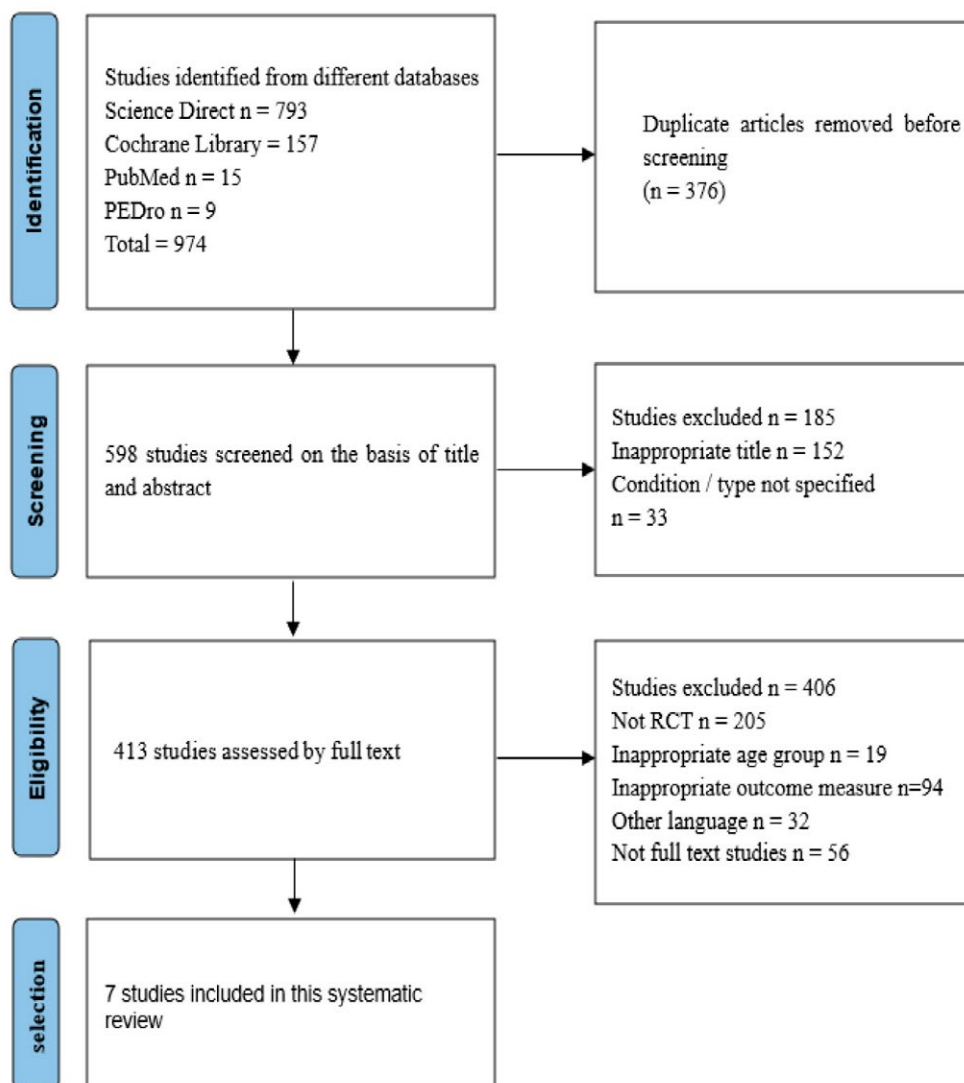 Identification
Studies identified from different databases
Science Direct n = 793
Cochrane Library = 157
PubMed n = 15
PEDro n = 9
Total = 974
Duplicate articles removed before
screening
(n = 376)
Screening
598 studies screened on the basis of title
and abstract
Studies excluded n = 185
Inappropriate title n = 152
Condition / type not specified
n = 33
Eligibility
413 studies assessed by full text
Studies excluded n = 406
Not RCT n = 205
Inappropriate age group n = 19
Inappropriate outcome measure n=94
Other language n = 32
Not full text studies n = 56
selection
7 studies included in this systematic
review